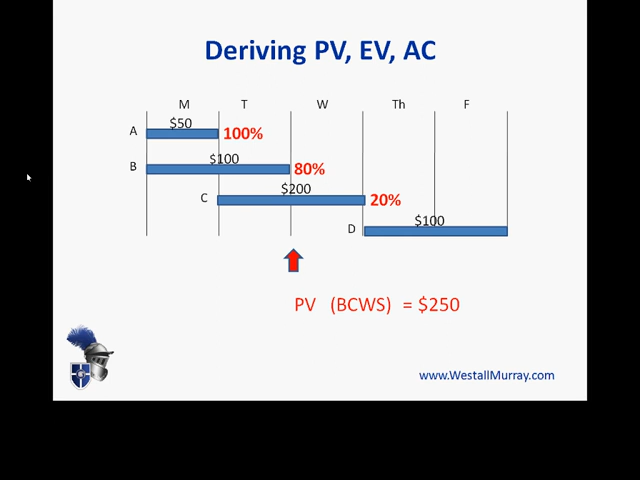 Deriving PV, EV, AC
M T W Th F
A $50 100%
B $100 80%
C $200 20%
D $100
PV (BCWS) = $250
www.WestallMurray.com